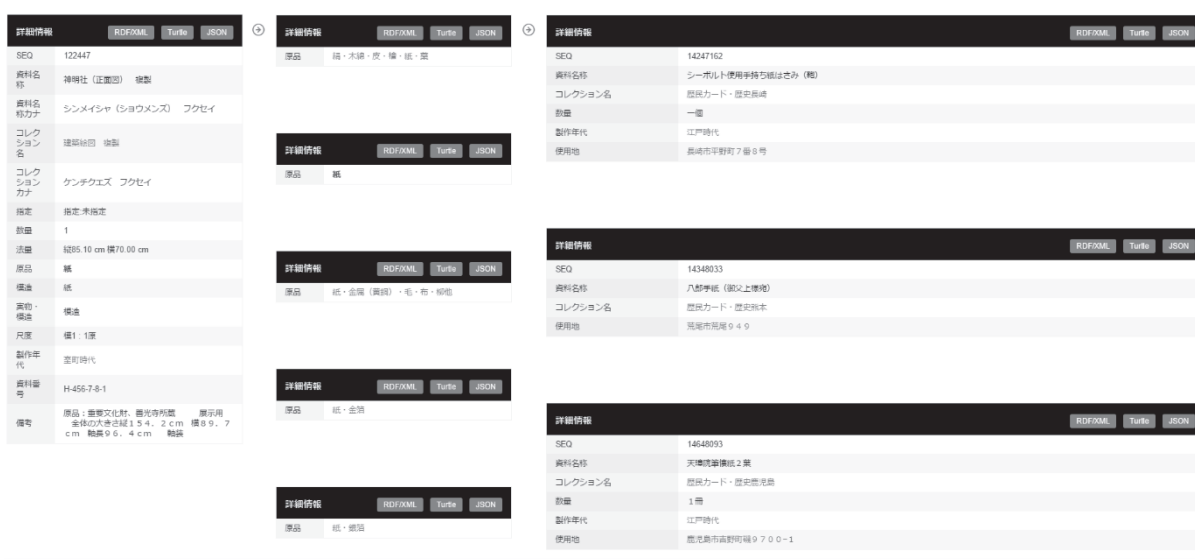 詳細情報 RDF/XML Turtle JSON
SEQ 122447
資料名称 神明社（正面図）　複製
資料名称カナ シンメイシャ（ショウメンズ）　フクセイ
コレクション名 建築絵図　複製
コレクションカナ ケンチクエズ　フクセイ
指定 指定:未指定
数量 1
法量 縦85.10 cm 横70.00 cm
原品 紙
模造 紙
実物・模造 模造
尺度 横1：1原
製作年代 室町時代
資料番号 H-456-7-8-1
備考 原品：重要文化財、善光寺所蔵　　展示用
全体の大きさ縦１５４．２ｃｍ　横８９．７
ｃｍ　軸長９６．４ｃｍ　　軸装
詳細情報 RDF/XML Turtle JSON
原品
詳細情報 RDF/XML Turtle JSON
原品 紙
詳細情報 RDF/XML Turtle JSON
原品 紙・金属（真鍮）・毛・布・
詳細情報 RDF/XML Turtle JSON
原品 紙・金箔
詳細情報 RDF/XML Turtle JSON
原品 紙・銀箔
詳細情報 RDF/XML Turtle JSON
SEQ 14247162
資料名称 シーボルト使用手持ち紙はさみ（鞄）
コレクション名 歴民カード・歴史長崎
数量 一個
製作年代 江戸時代
使用地 長崎市平野町７番８号
詳細情報 RDF/XML Turtle JSON
SEQ 14348033
資料名称 八郎手紙（御父上様宛）
コレクション名 歴民カード・歴史熊本
使用地 荒尾市荒尾９４９
詳細情報 RDF/XML Turtle JSON
SEQ 14648093
資料名称 天璋院筆懐紙２葉
コレクション名 歴民カード・歴史鹿児島
数量 １冊
製作年代 江戸時代
使用地 鹿児島市吉野町磯９７００−１